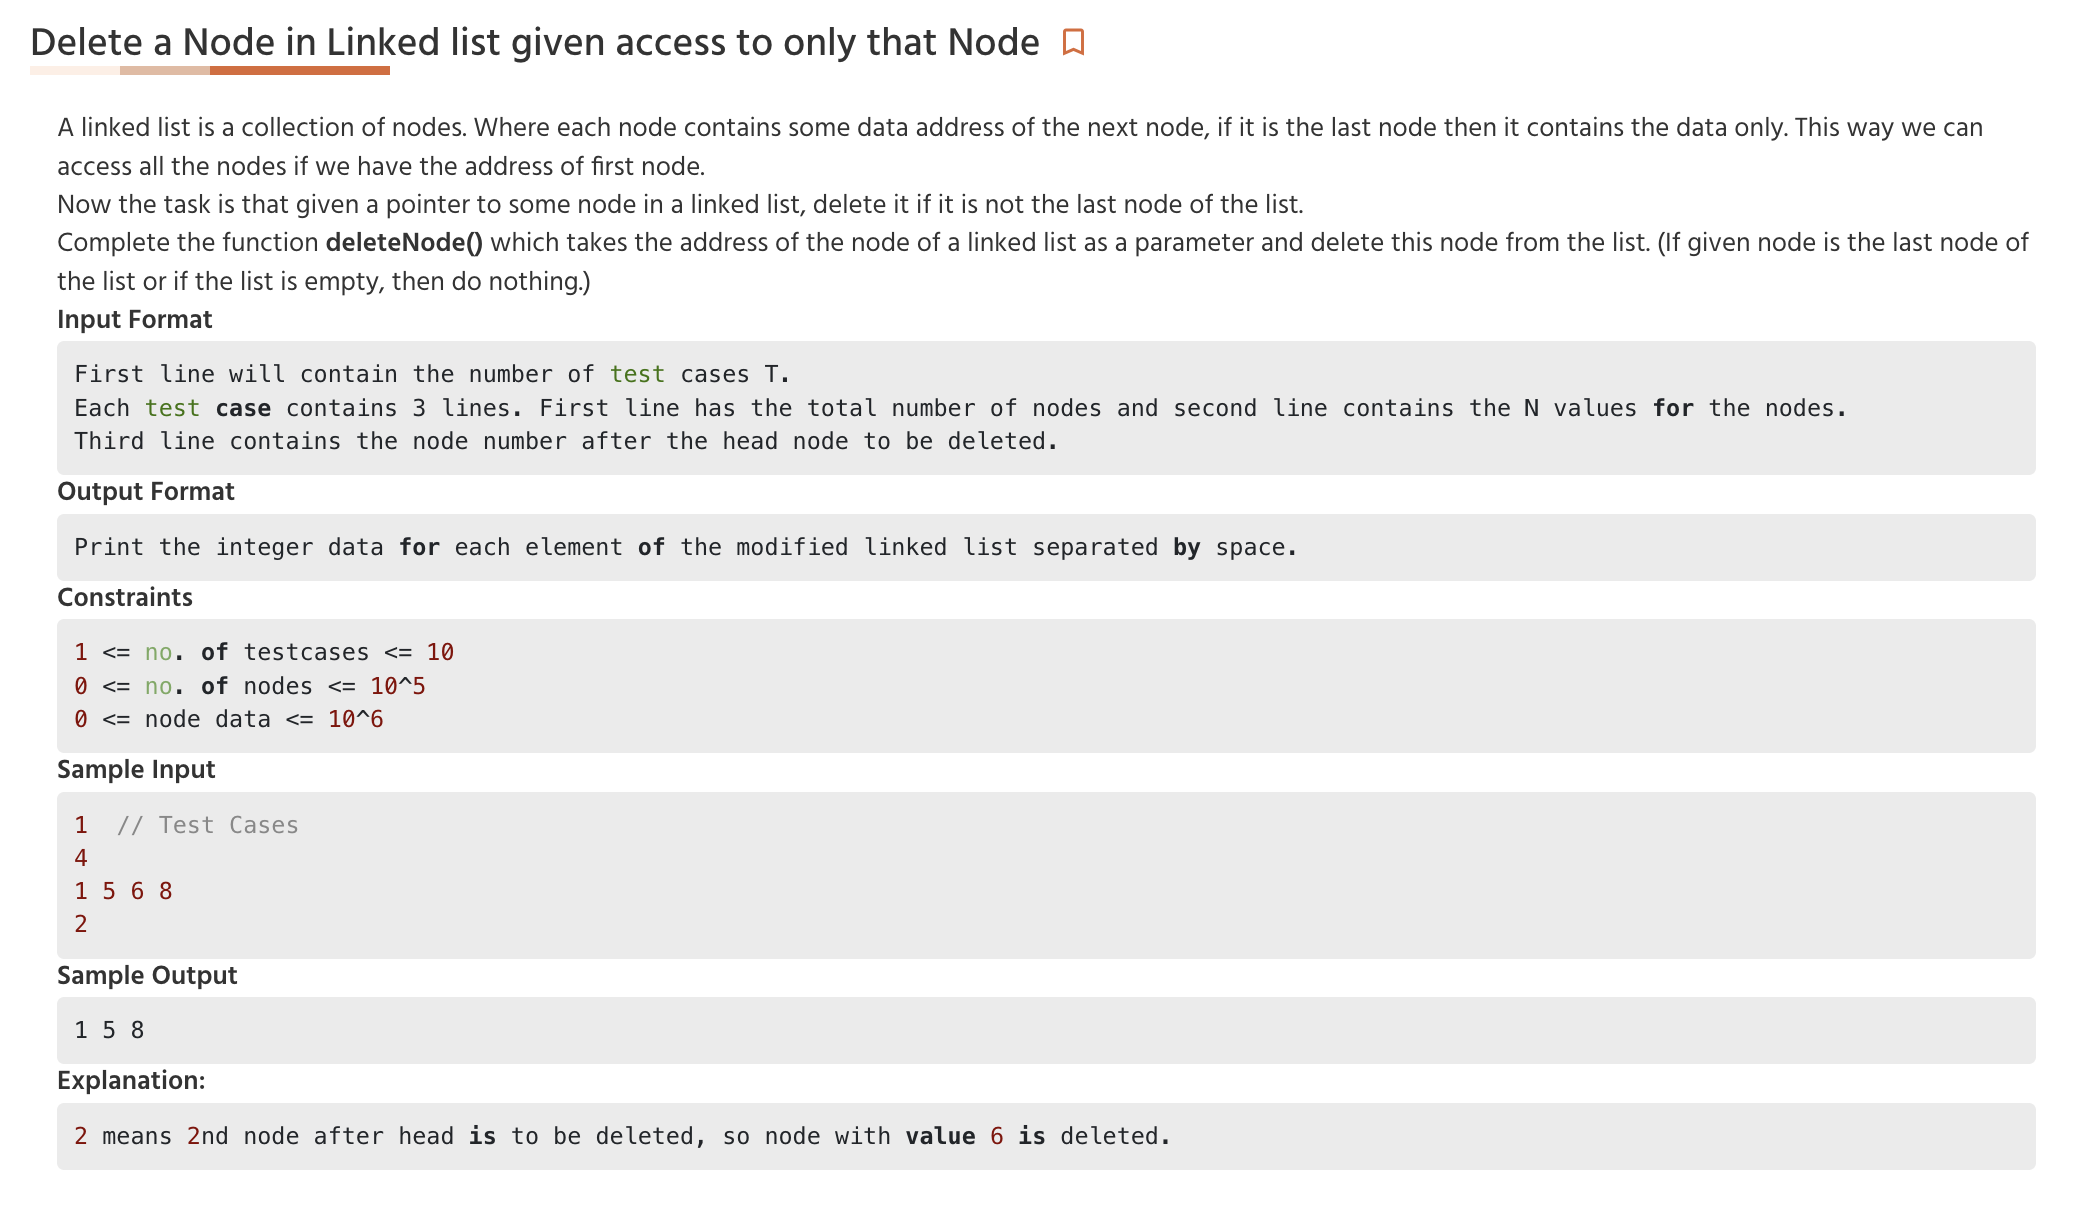 Delete a Node in Linked list given access to only that Node
A linked list is a collection of nodes. Where each node contains some data address of the next node, if it is the last node then it contains the data only. This way we can
access all the nodes if we have the address of first node.
Now the task is that given a pointer to some node in a linked list, delete it if it is not the last node of the list.
Complete the function deleteNode() which takes the address of the node of a linked list as a parameter and delete this node from the list. (If given node is the last node of
the list or if the list is empty, then do nothing.)
Input Format
First line will contain the number of test cases T.
Each test case contains 3 lines. First line has the total number of nodes and second line contains the N values for the nodes.
Third line contains the node number after the head node to be deleted.
Output Format
Print the integer data for each element of the modified linked list separated by space.
Constraints
1 <= no. of testcases <= 10
0 <= no. of nodes <= 10^5
0 <= node data <= 10^6
Sample Input
1  // Test Cases
4
1 5 6 8
2
Sample Output
1 5 8
Explanation:
2 means 2nd node after head is to be deleted, so node with value 6 is deleted.